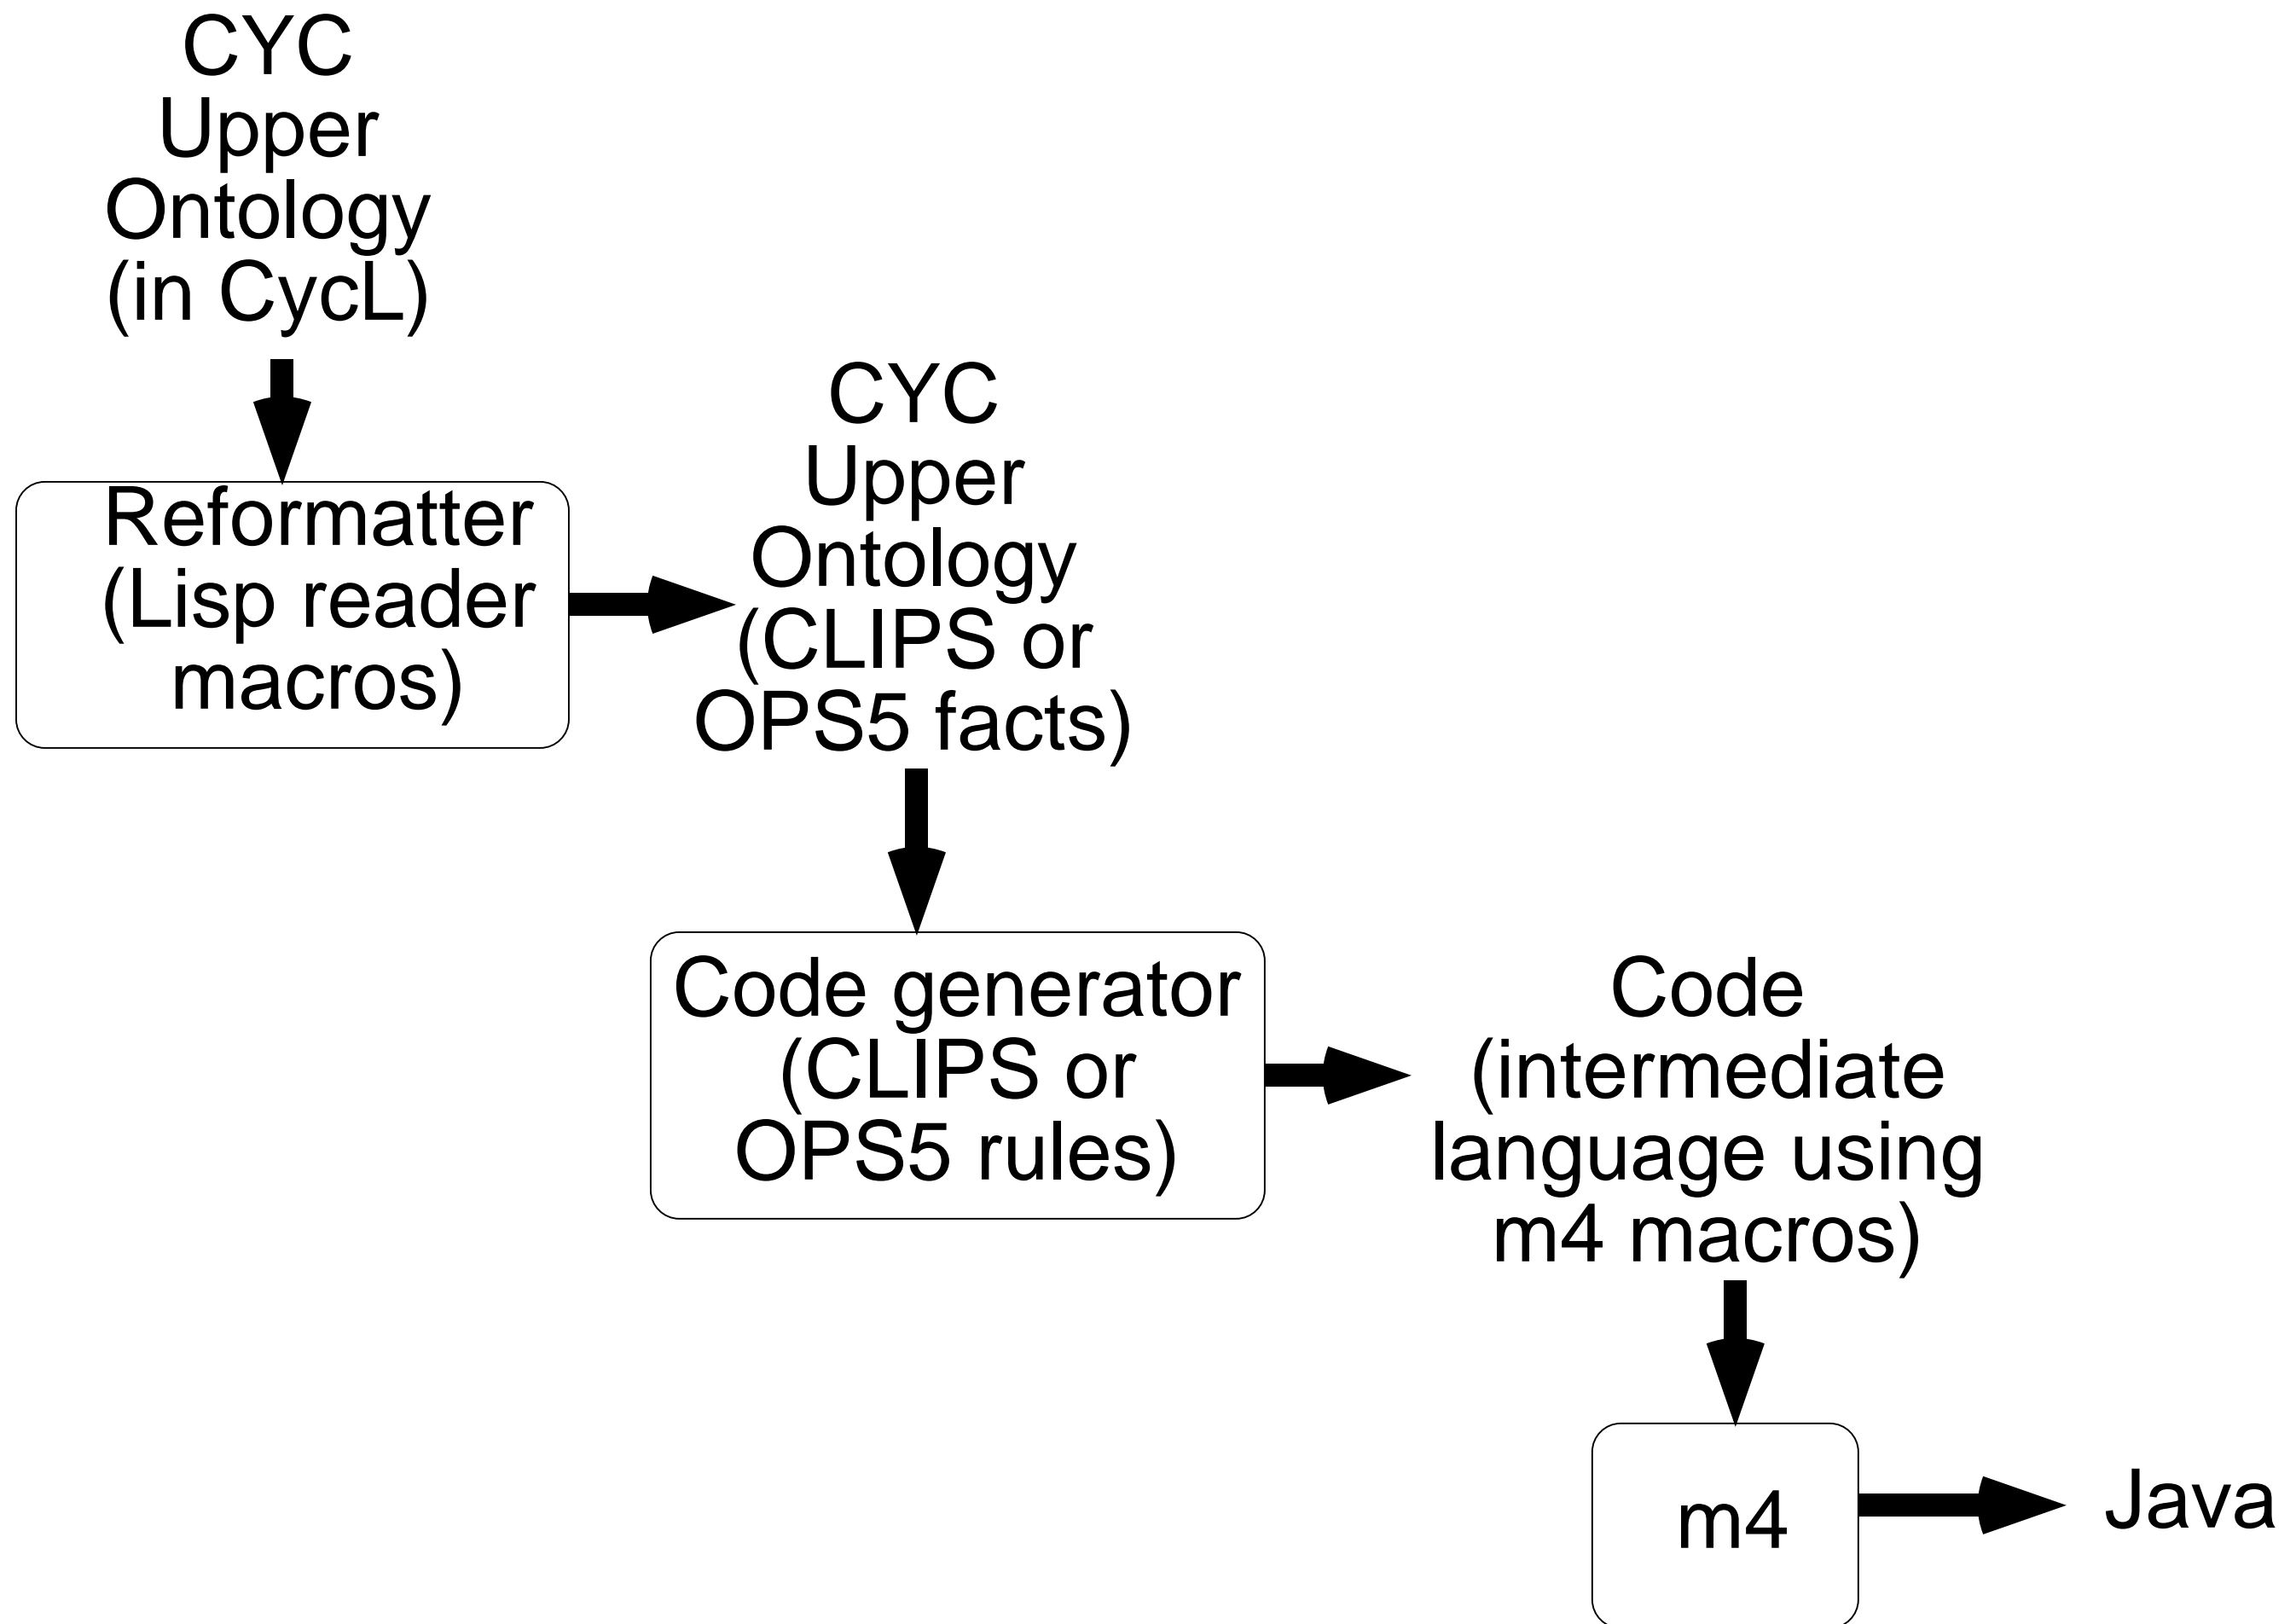 CYC
Upper
Ontology
(in CycL)
Reformatter
(Lisp reader
macros)
CYC
Upper
Ontology
(CLIPS or
OPS5 facts)
Code generator
(CLIPS or
OPS5 rules)
Code
(intermediate
language using
m4 macros)
m4
Java